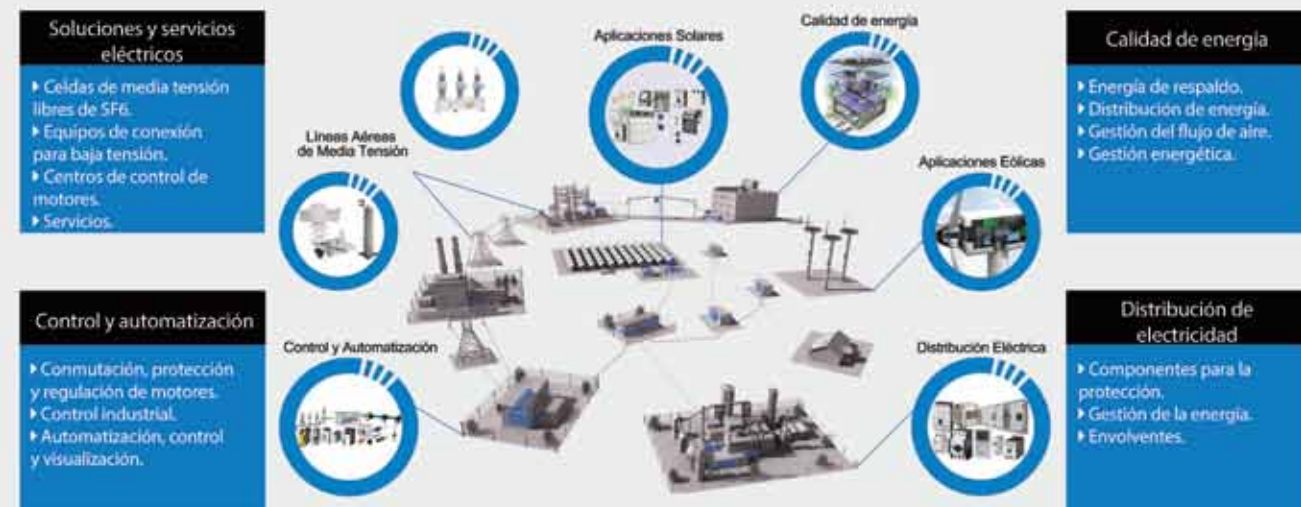 Soluciones y servicios
eléctricos
Celdas de media tensión
libres de SF6.
Equipos de conexión
para baja tensión.
Centros de control de
motores.
Servicios.
Control y automatización
Conmutación, protección
y regulación de motores.
Control industrial.
Automatización, control
y visualización.
Líneas Aéreas
de Media Tensión
Aplicaciones Solares
Calidad de energía
Aplicaciones Eólicas
Control y Automatización
Distribución Eléctrica
Calidad de energía
Energía de respaldo.
Distribución de energía.
Gestión del flujo de aire.
Gestión energética.
Distribución de
electricidad
Componentes para la
protección.
Gestión de la energía.
Envolventes.